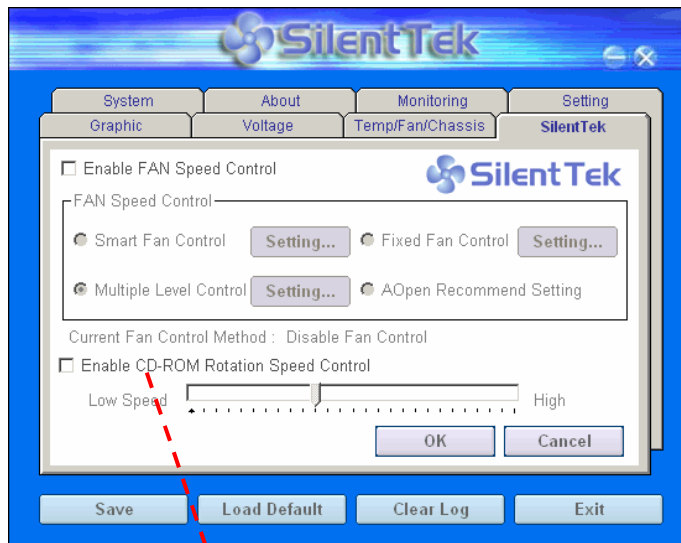 SilentTek
System About Monitoring Setting
Graphic Voltage Temp/Fan/Chassis SilentTek
Enable FAN Speed Control
SilentTek
FAN Speed Control
Smart Fan Control Setting... Fixed Fan Control Setting...
Multiple Level Control Setting... AOpen Recommend Setting
Current Fan Control Method : Disable Fan Control
Enable CD-ROM Rotation Speed Control
Low Speed High
OK Cancel
Save Load Default Clear Log Exit